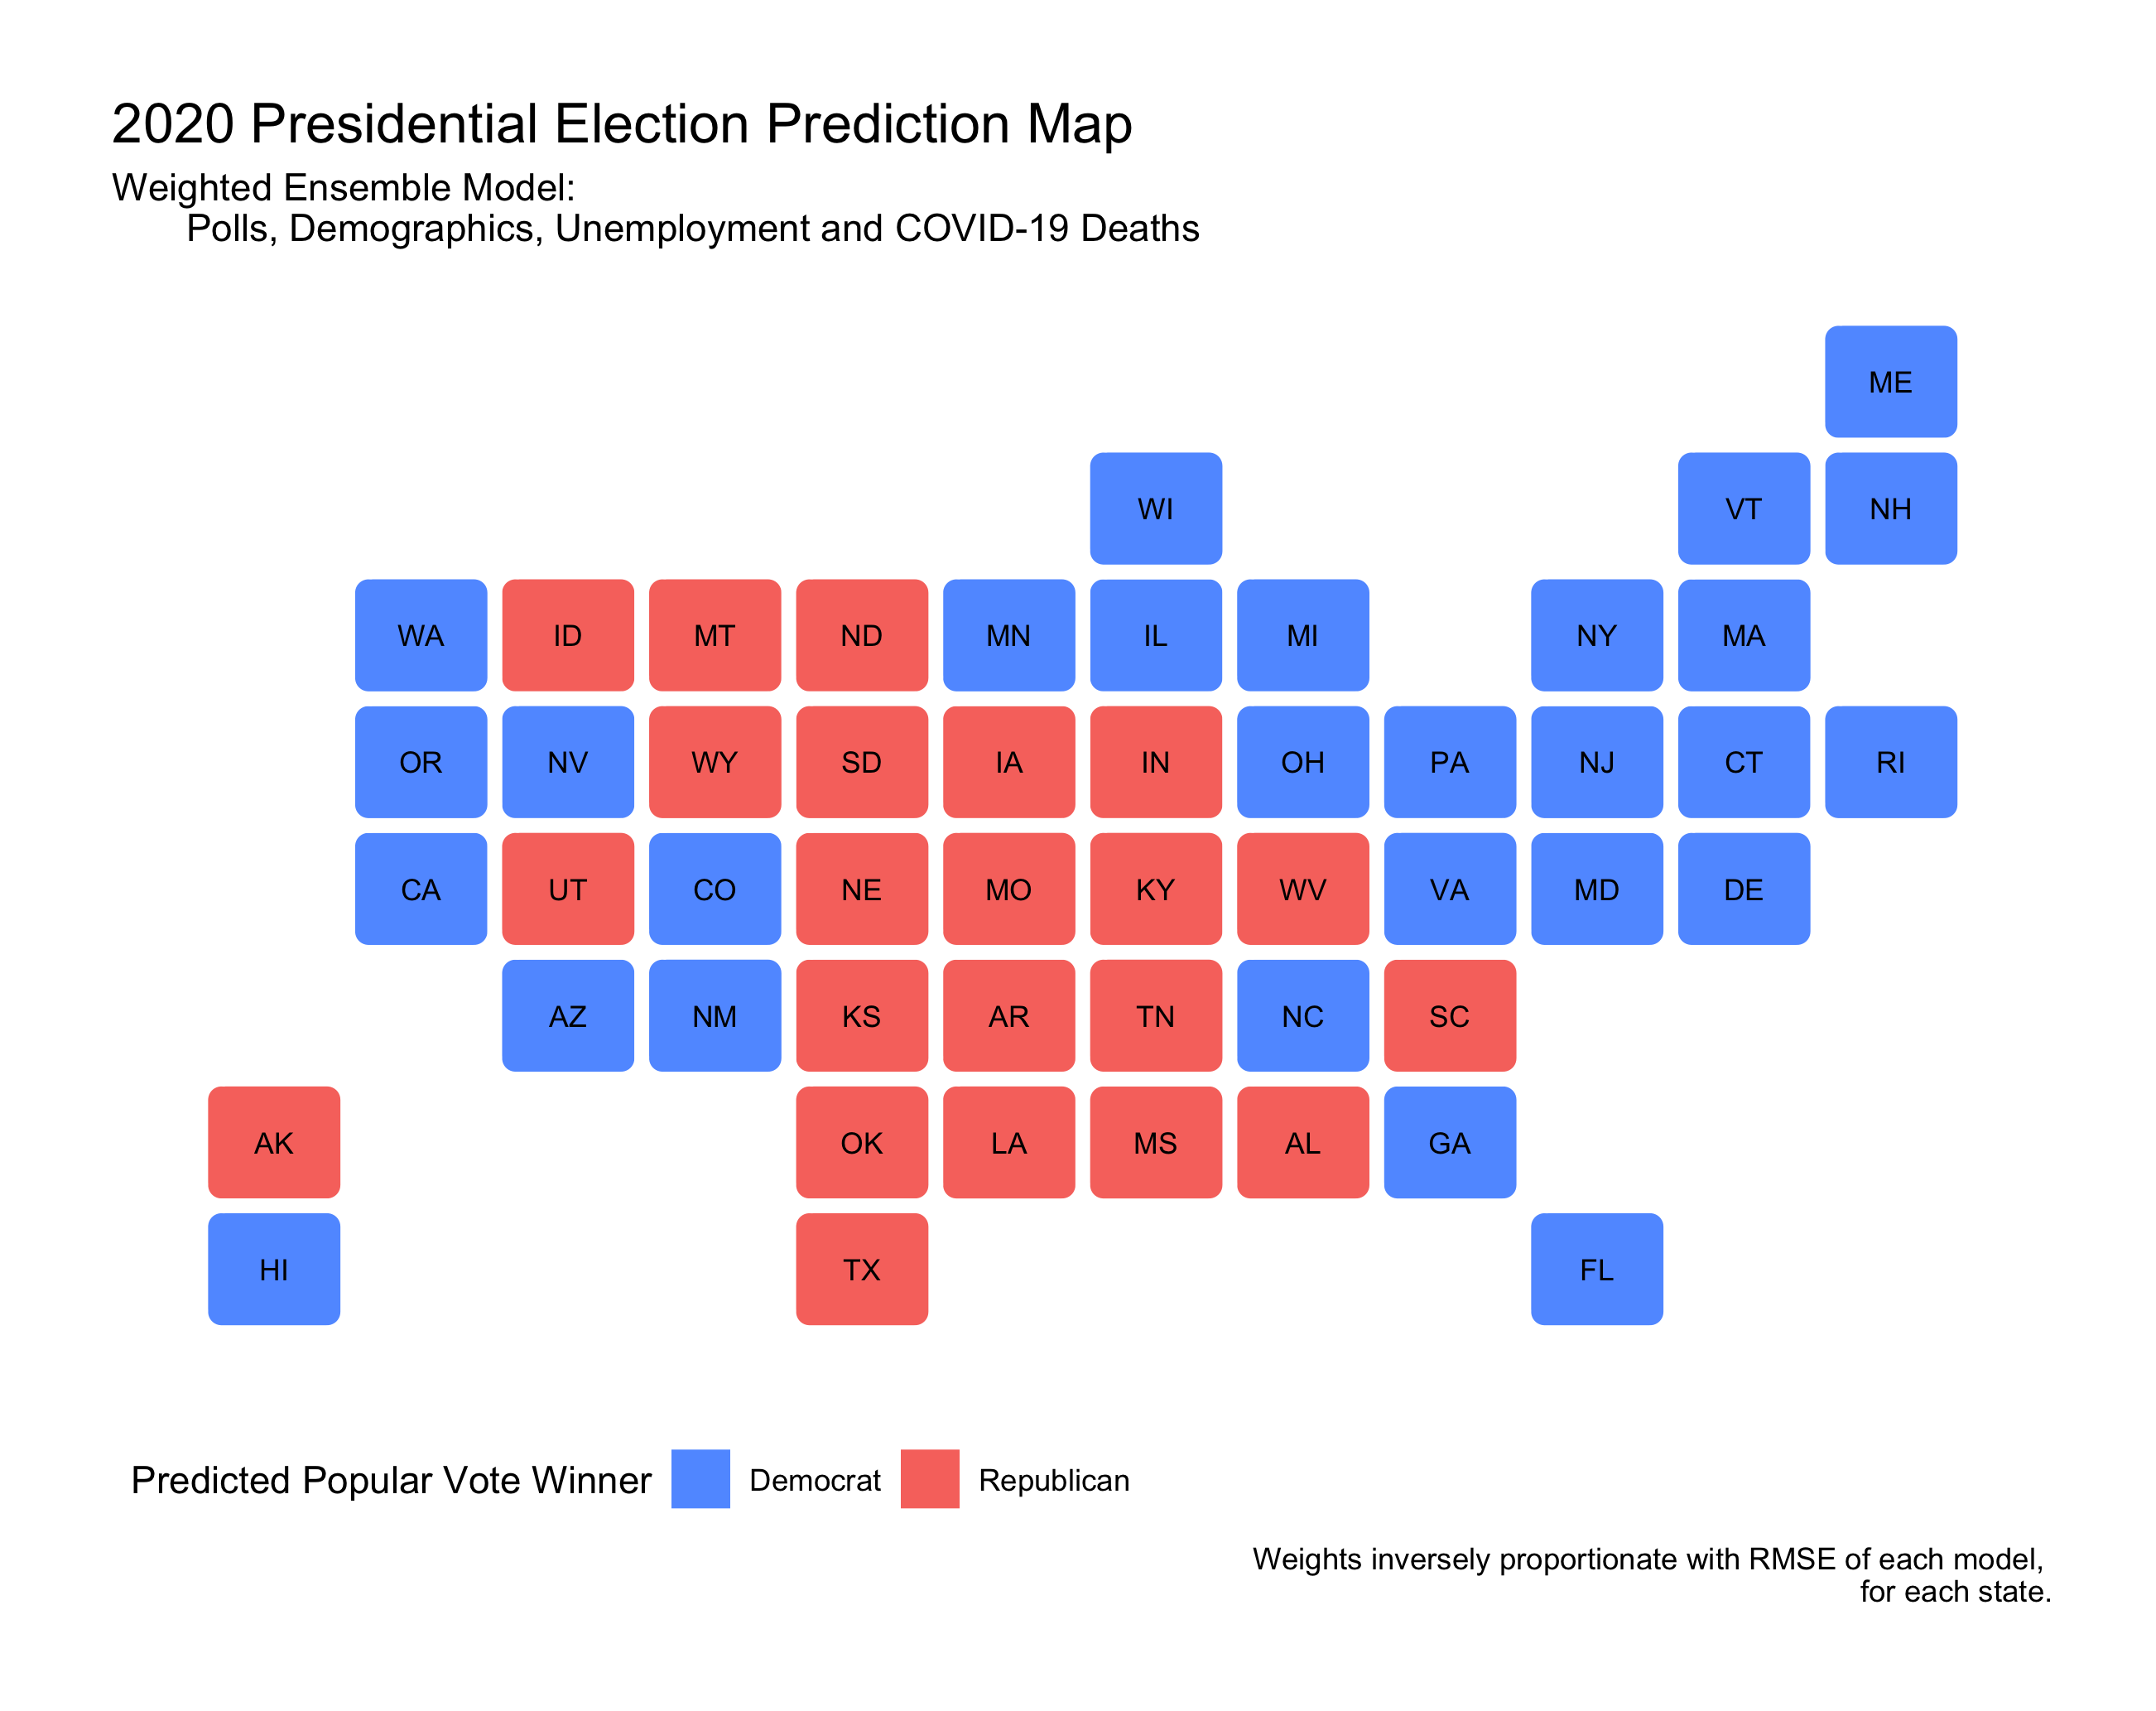 2020 Presidential Election Prediction Map
Weighted Ensemble Model:
Polls, Demographics, Unemployment and COVID-19 Deaths
ME
WI VT NH
WA ID MT ND MN IL MI NY MA
OR NV WY SD IA IN OH PA NJ CT RI
CA UT CO NE MO KY WV VA MD DE
AZ NM KS AR TN NC SC
AK OK LA MS AL GA
HI TX FL
Predicted Popular Vote Winner Democrat Republican
Weights inversely proportionate with RMSE of each model,
for each state.